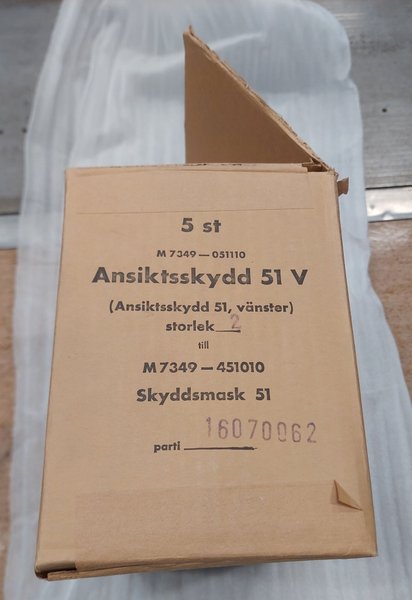 5 st
M 7349 — 051110
Ansiktsskydd 51 V
(Ansiktsskydd 51, vänster)
storlek 2
till
M 7349 — 451010
Skyddsmask 51
parti 16070062